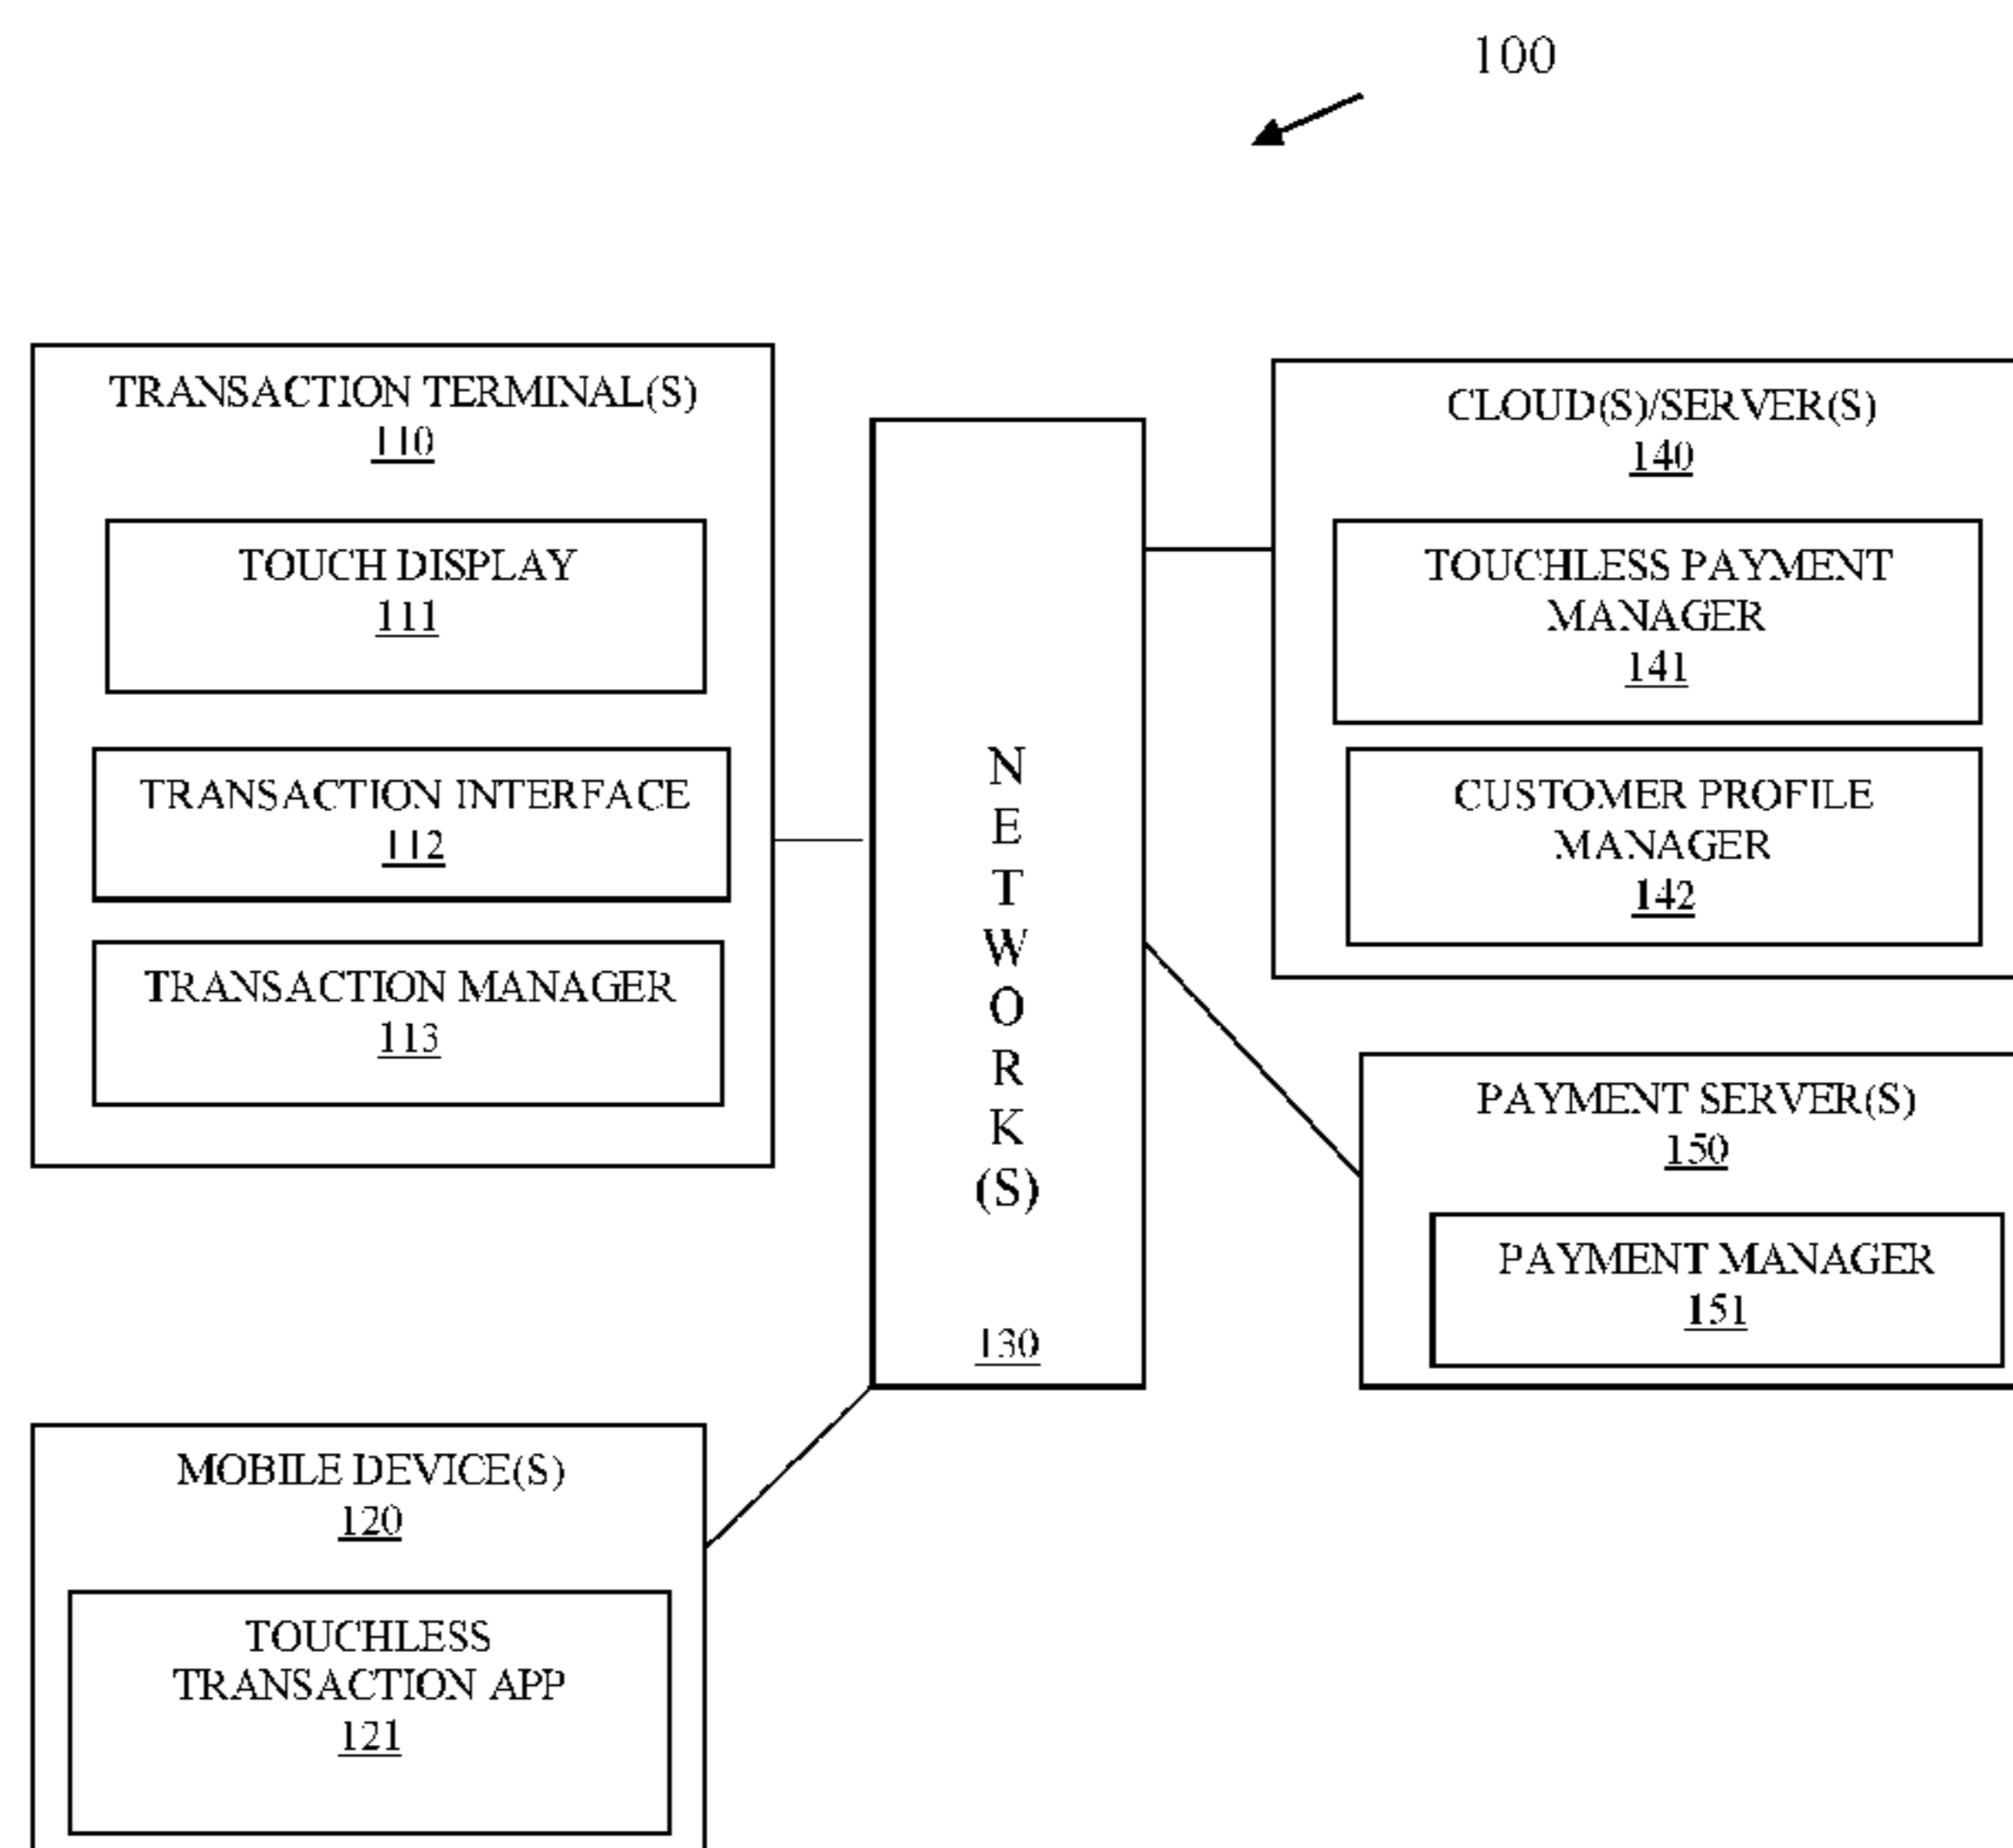 100
TRANSACTION TERMINAL(S)
110
TOUCH DISPLAY
111
TRANSACTION INTERFACE
112
TRANSACTION MANAGER
113
MOBILE DEVICE(S)
120
TOUCHLESS
TRANSACTION APP
121
N
E
T
W
O
R
K
(S)
130
CLOUD(S)/SERVER(S)
140
TOUCHLESS PAYMENT
MANAGER
141
CUSTOMER PROFILE
MANAGER
142
PAYMENT SERVER(S)
150
PAYMENT MANAGER
151